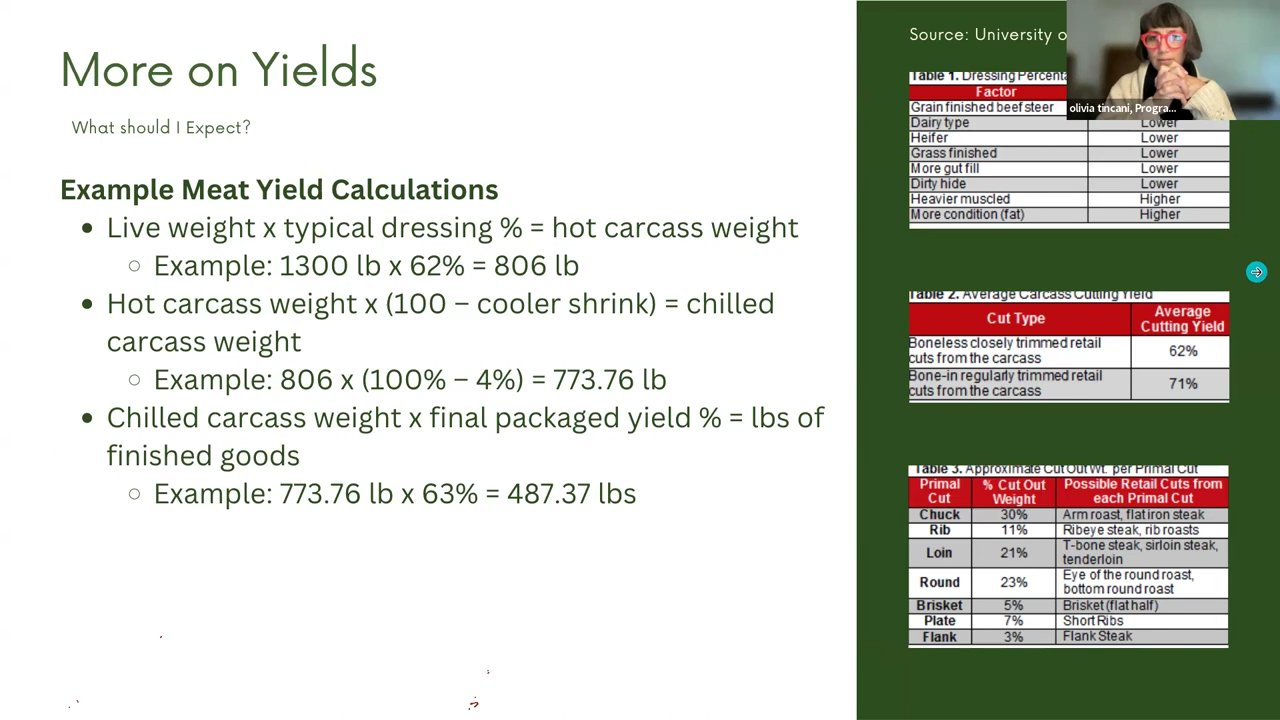 More on Yields
What should I Expect?
Example Meat Yield Calculations
• Live weight x typical dressing % = hot carcass weight
○ Example: 1300 lb x 62% = 806 lb
• Hot carcass weight x (100 – cooler shrink) = chilled
carcass weight
○ Example: 806 x (100% – 4%) = 773.76 lb
• Chilled carcass weight x final packaged yield % = lbs of
finished goods
○ Example: 773.76 lb x 63% = 487.37 lbs
Source: University o
olivia tincani, Progra...
Table 1. Dressing Percenta
Factor
Grain finished beef steer
Dairy type Lower
Heifer Lower
Grass finished Lower
More gut fill Lower
Dirty hide Lower
Heavier muscled Higher
More condition (fat) Higher
Table 2. Average Carcass Cutting Yield
Cut Type Average
Cutting Yield
Boneless closely trimmed retail
cuts from the carcass 62%
Bone-in regularly trimmed retail
cuts from the carcass 71%
Table 3. Approximate Cut Out Wt. per Primal Cut
Primal
Cut % Cut Out
Weight Possible Retail Cuts from
each Primal Cut
Chuck 30% Arm roast, flat iron steak
Rib 11% Ribeye steak, rib roasts
Loin 21% T-bone steak, sirloin steak,
tenderloin
Round 23% Eye of the round roast,
bottom round roast
Brisket 5% Brisket (flat half)
Plate 7% Short Ribs
Flank 3% Flank Steak